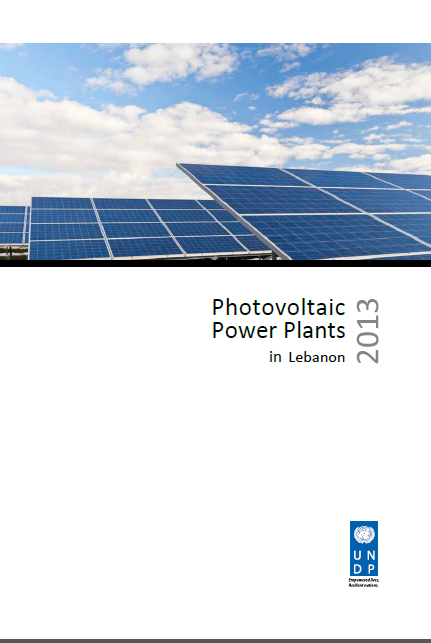 Photovoltaic
Power Plants
in Lebanon
2013
U N
D P
Empowered lives.
Resilient nations.